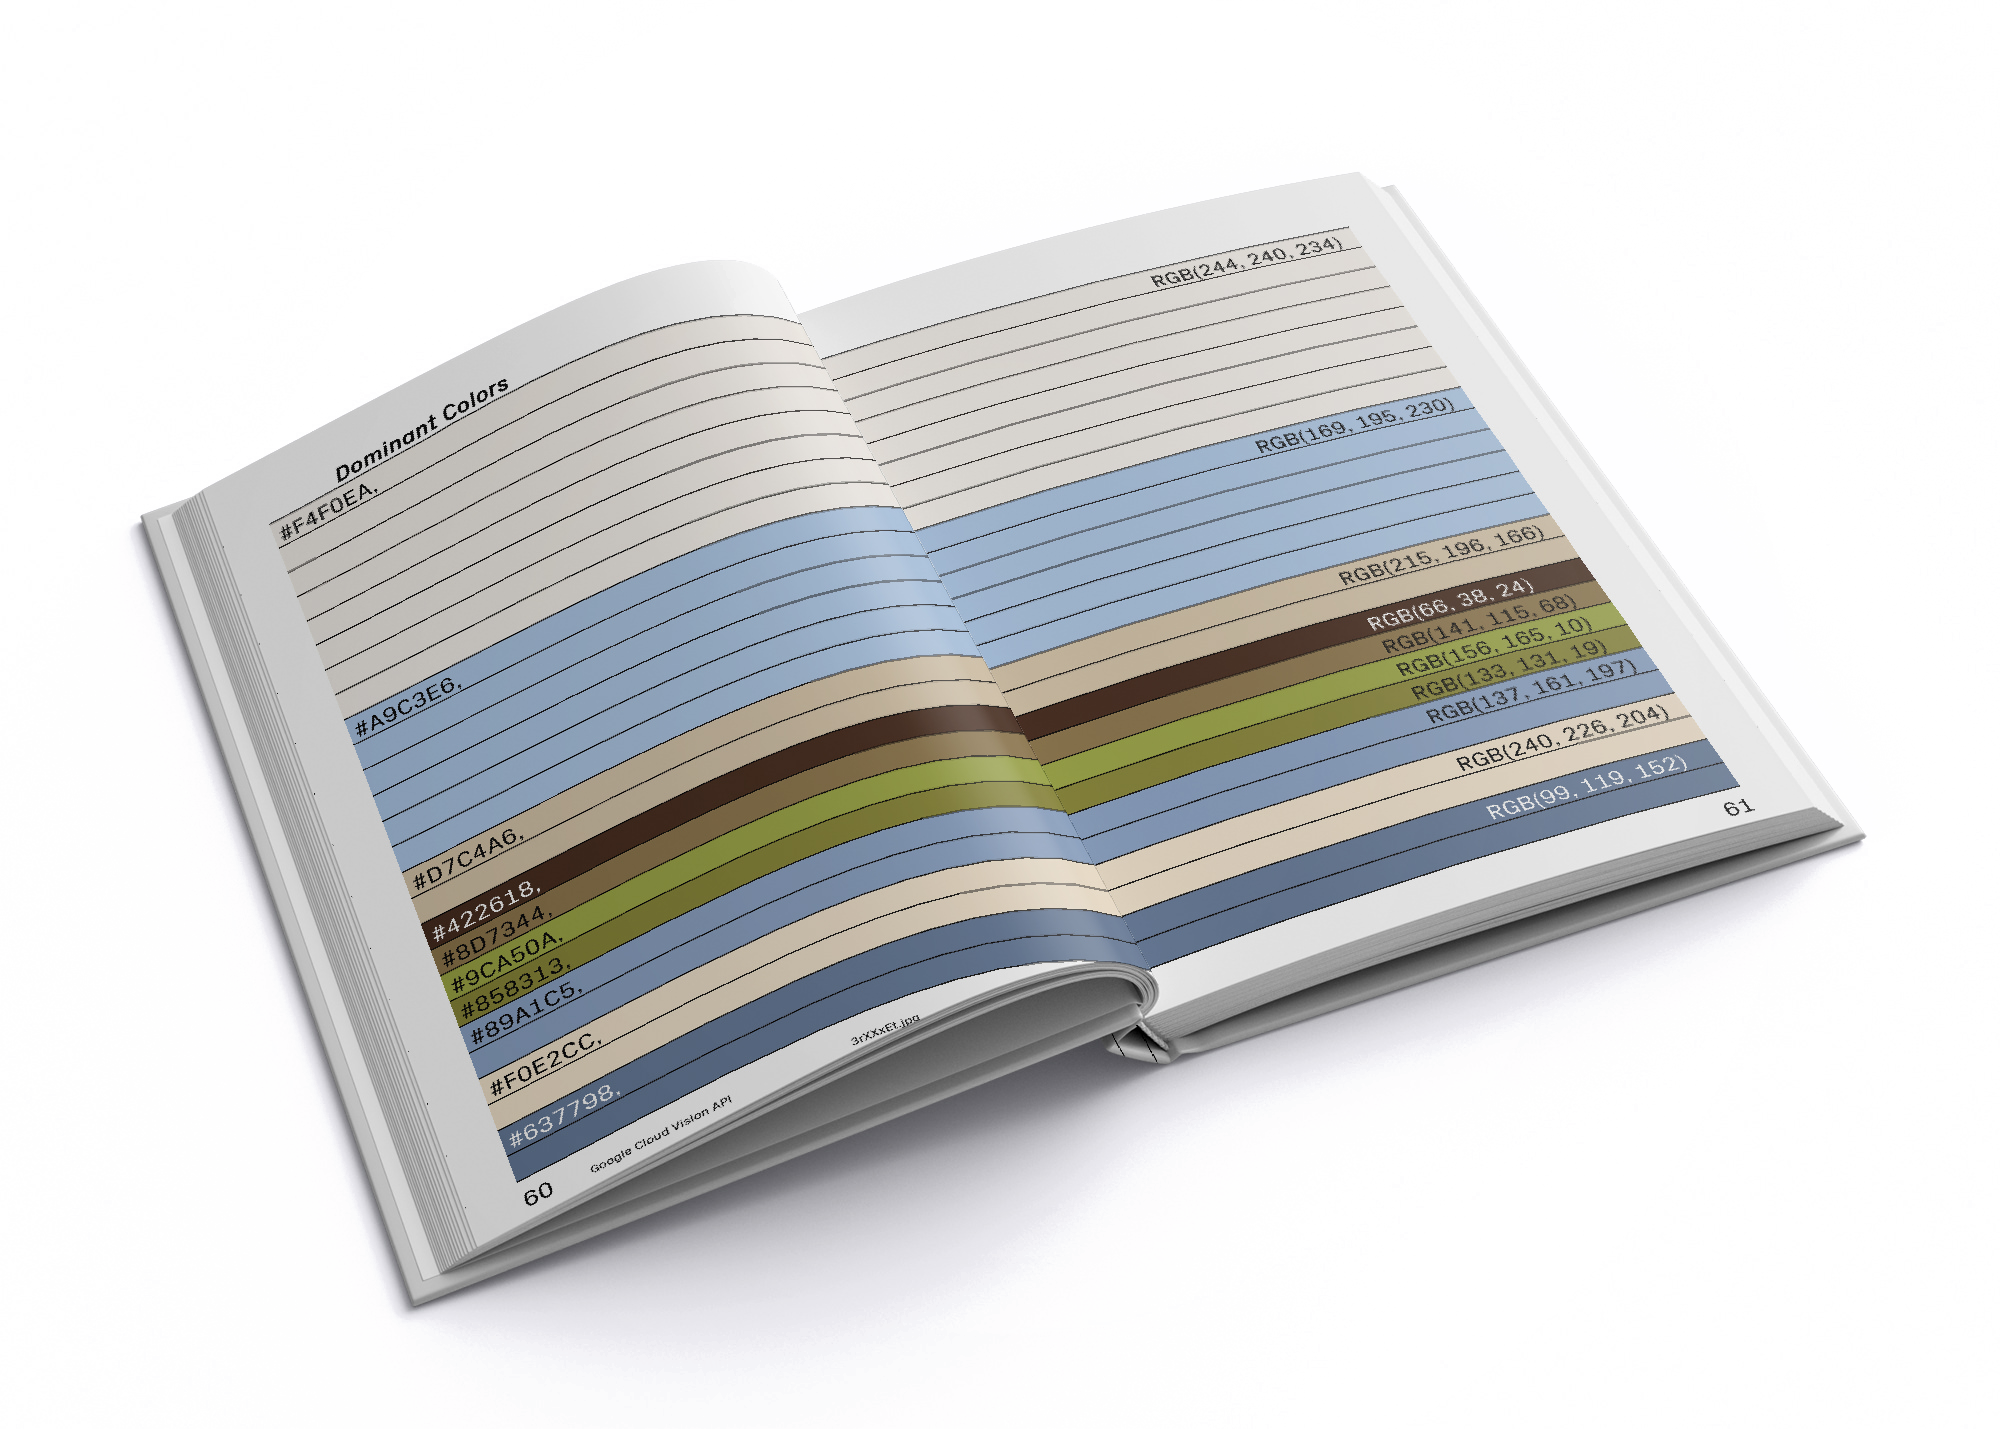 Dominant Colors
#F4F0EA,
#A9C3E6,
#D7C4A6,
#422618,
#8D7344,
#9CA50A,
#858313,
#89A1C5,
#F0E2CC,
#637798,
Google Cloud Vision API
3rXXxEt.jpg
60
RGB(244, 240, 234)
RGB(169, 195, 230)
RGB(215, 196, 166)
RGB(66, 38, 24)
RGB(141, 115, 68)
RGB(156, 165, 10)
RGB(133, 131, 19)
RGB(137, 161, 197)
RGB(240, 226, 204)
RGB(99, 119, 152)
61